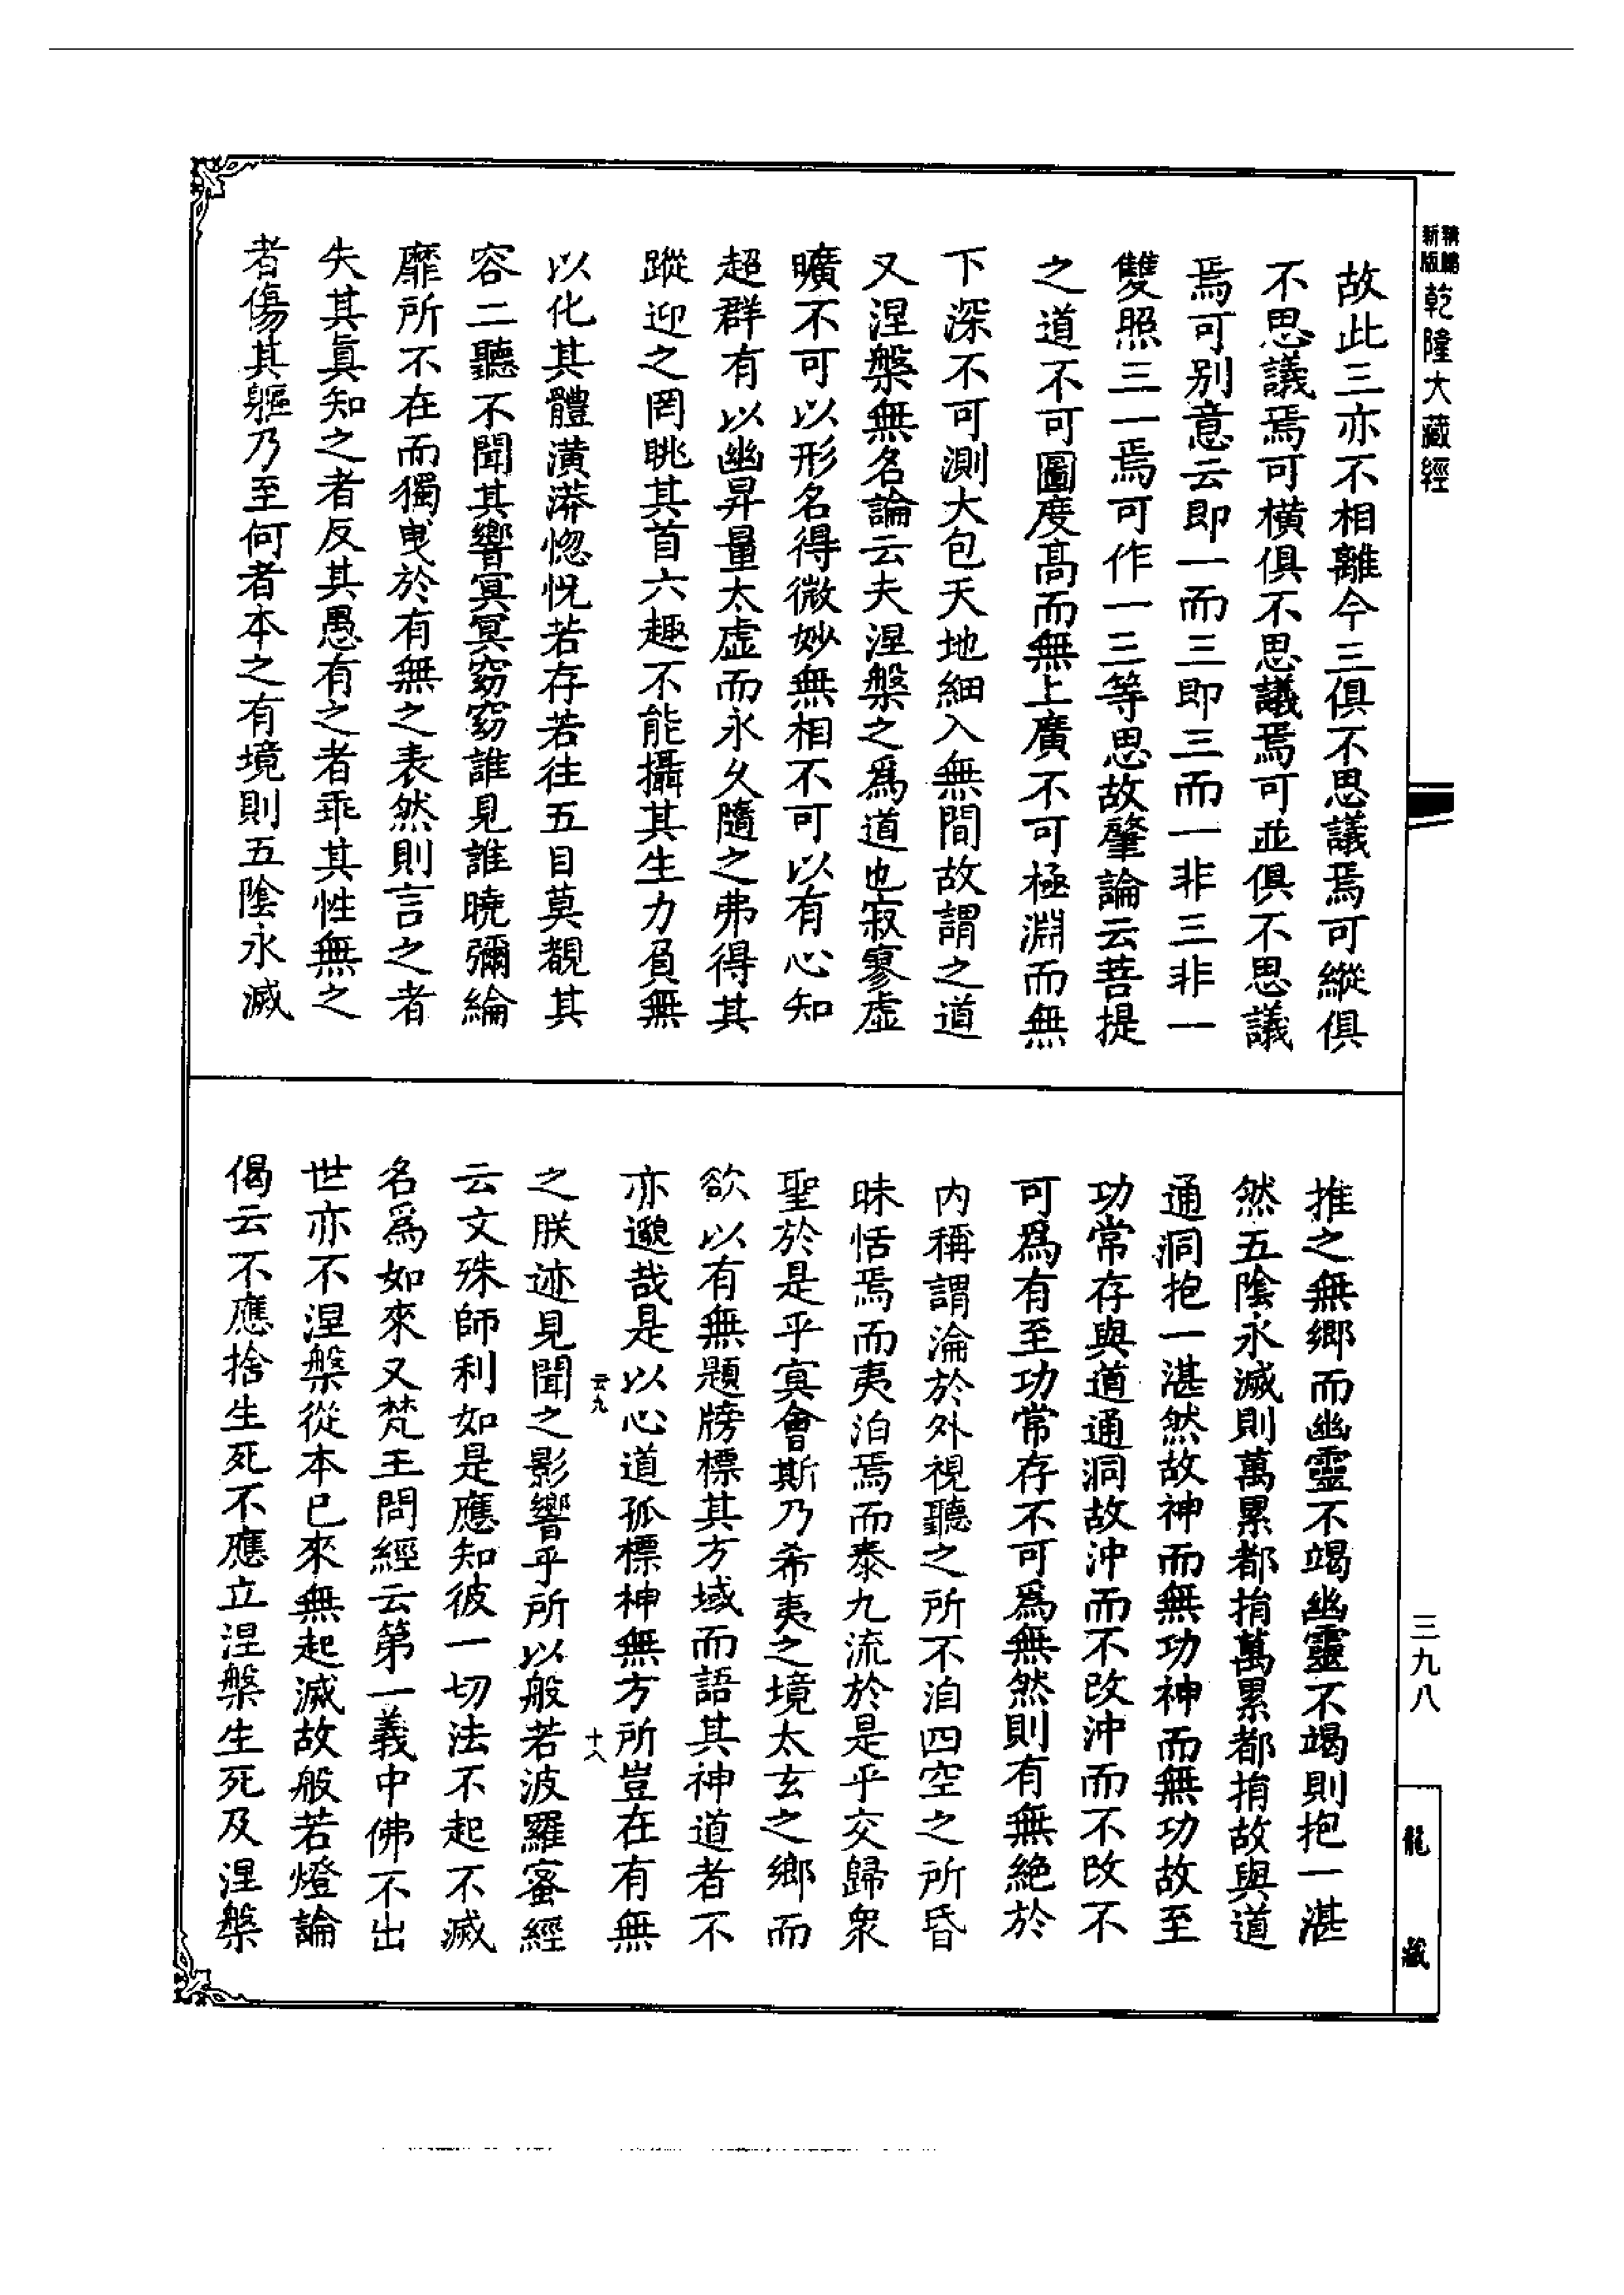 新版
精縮
乾隆大藏經
故此三亦不相離今三俱不思議焉可縱俱
不思議焉可橫俱不思議焉可並俱不思議
焉可別意云即一而三即三而一非三非一
雙照三一焉可作一三等思故肇論云菩提
之道不可圖度高而無上廣不可極淵而無
下深不可測大包天地細入無間故謂之道
又涅槃無名論云夫涅槃之爲道也寂寥虛
曠不可以形名得微妙無相不可以有心知
超群有以幽昇量太虛而永久隨之弗得其
蹤迎之罔眺其首六趣不能攝其生力負無
以化其體潢漭惚恍若存若往五目莫覩其
容二聽不聞其響冥冥窈窈誰見誰曉彌綸
靡所不在而獨曳於有無之表然則言之者
失其眞知之者反其愚有之者乖其性無之
者傷其軀乃至何者本之有境則五陰永滅
推之無鄉而幽靈不竭幽靈不竭則抱一湛
然五陰永滅則萬累都捐萬累都捐故與道
通洞抱一湛然故神而無功神而無功故至
功常存與道通洞故沖而不改沖而不改不
可爲有至功常存不可爲無然則有無絕於
內稱謂淪於外視聽之所不洎四空之所昏
昧恬焉而夷泊焉而泰九流於是乎交歸衆
聖於是乎冥會斯乃希夷之境太玄之鄉而
欲以有無題牓標其方域而語其神道者不
亦邈哉是以心道孤標神無方所豈在有無
云九
十八
之朕迹見聞之影響乎所以般若波羅蜜經
云文殊師利如是應知彼一切法不起不滅
名爲如來又梵王問經云第一義中佛不出
世亦不涅槃從本已來無起滅故般若燈論
偈云不應捨生死不應立涅槃生死及涅槃
三九八
龍藏